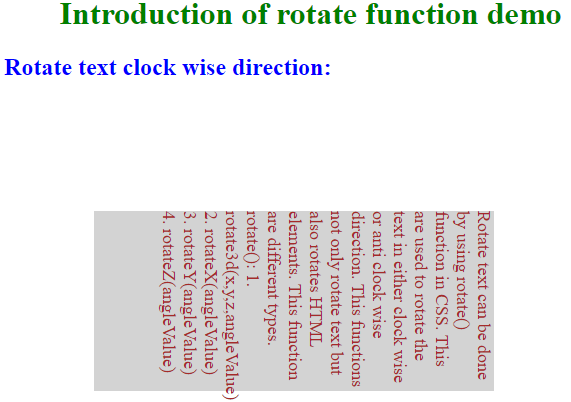 Introduction of rotate function demo
Rotate text clock wise direction:
Rotate text can be done
by using rotate()
function in CSS. This
are used to rotate the
text in either clock wise
or anti clock wise
direction. This functions
not only rotate text but
also rotates HTML
elements. This function
are different types.
rotate(): 1.
rotate3d(x,y,z,angleValue)
2. rotateX(angleValue)
3. rotateY(angleValue)
4. rotateZ(angleValue)